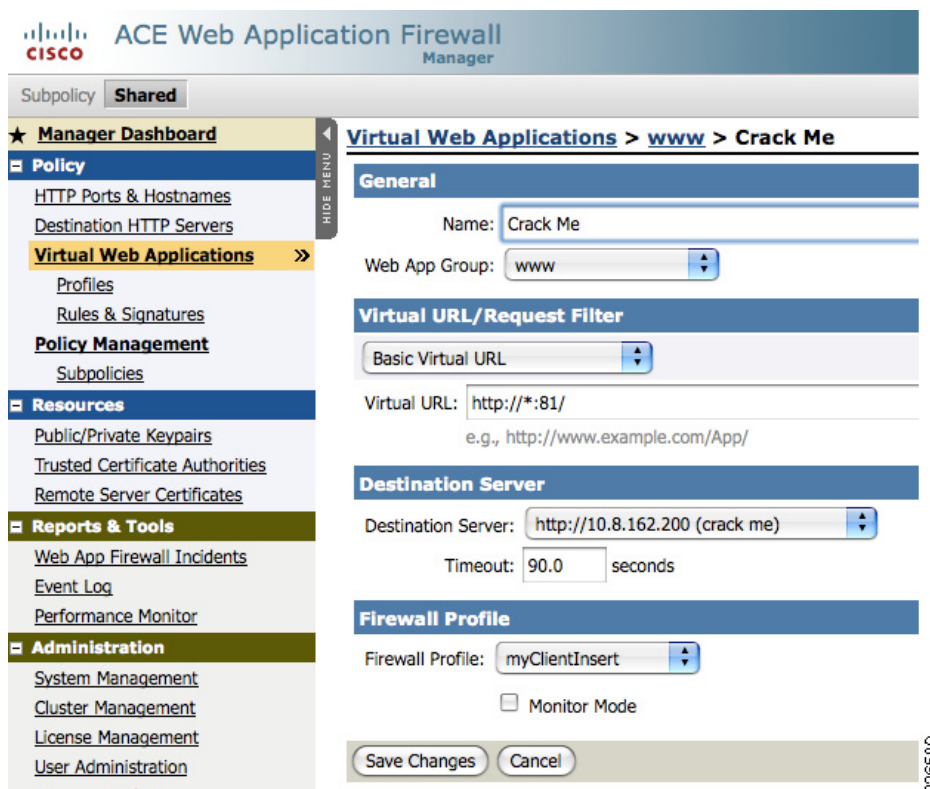 CISCO
ACE Web Application Firewall
Manager
Subpolicy Shared
Manager Dashboard
Policy
HTTP Ports & Hostnames
Destination HTTP Servers
Virtual Web Applications »
Profiles
Rules & Signatures
Policy Management
Subpolicies
Resources
Public/Private Keypairs
Trusted Certificate Authorities
Remote Server Certificates
Reports & Tools
Web App Firewall Incidents
Event Log
Performance Monitor
Administration
System Management
Cluster Management
License Management
User Administration
HIDE MENU
Virtual Web Applications > www > Crack Me
General
Name: Crack Me
Web App Group: www
Virtual URL/Request Filter
Basic Virtual URL
Virtual URL: http://*:81/
e.g., http://www.example.com/App/
Destination Server
Destination Server: http://10.8.162.200 (crack me)
Timeout: 90.0 seconds
Firewall Profile
Firewall Profile: myClientInsert
Monitor Mode
Save Changes Cancel